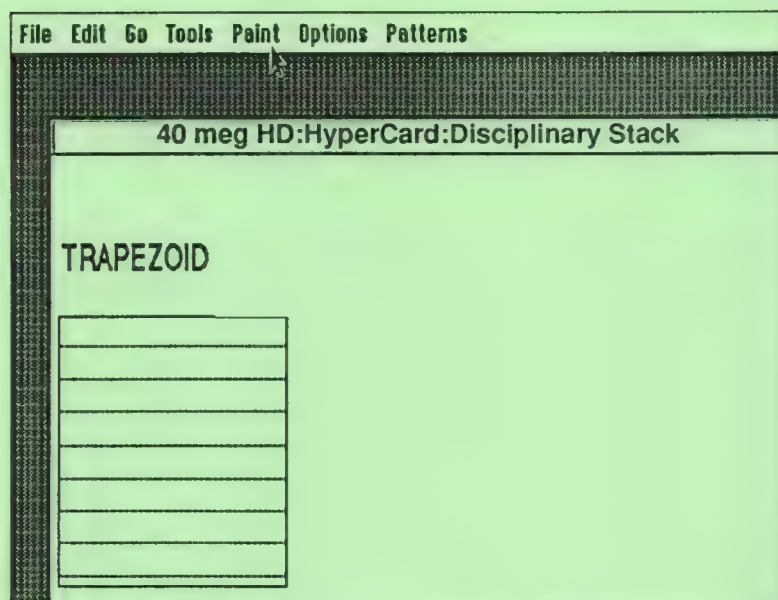 File Edit Go Tools Paint Options Patterns
40 meg HD:HyperCard:Disciplinary Stack
TRAPEZOID